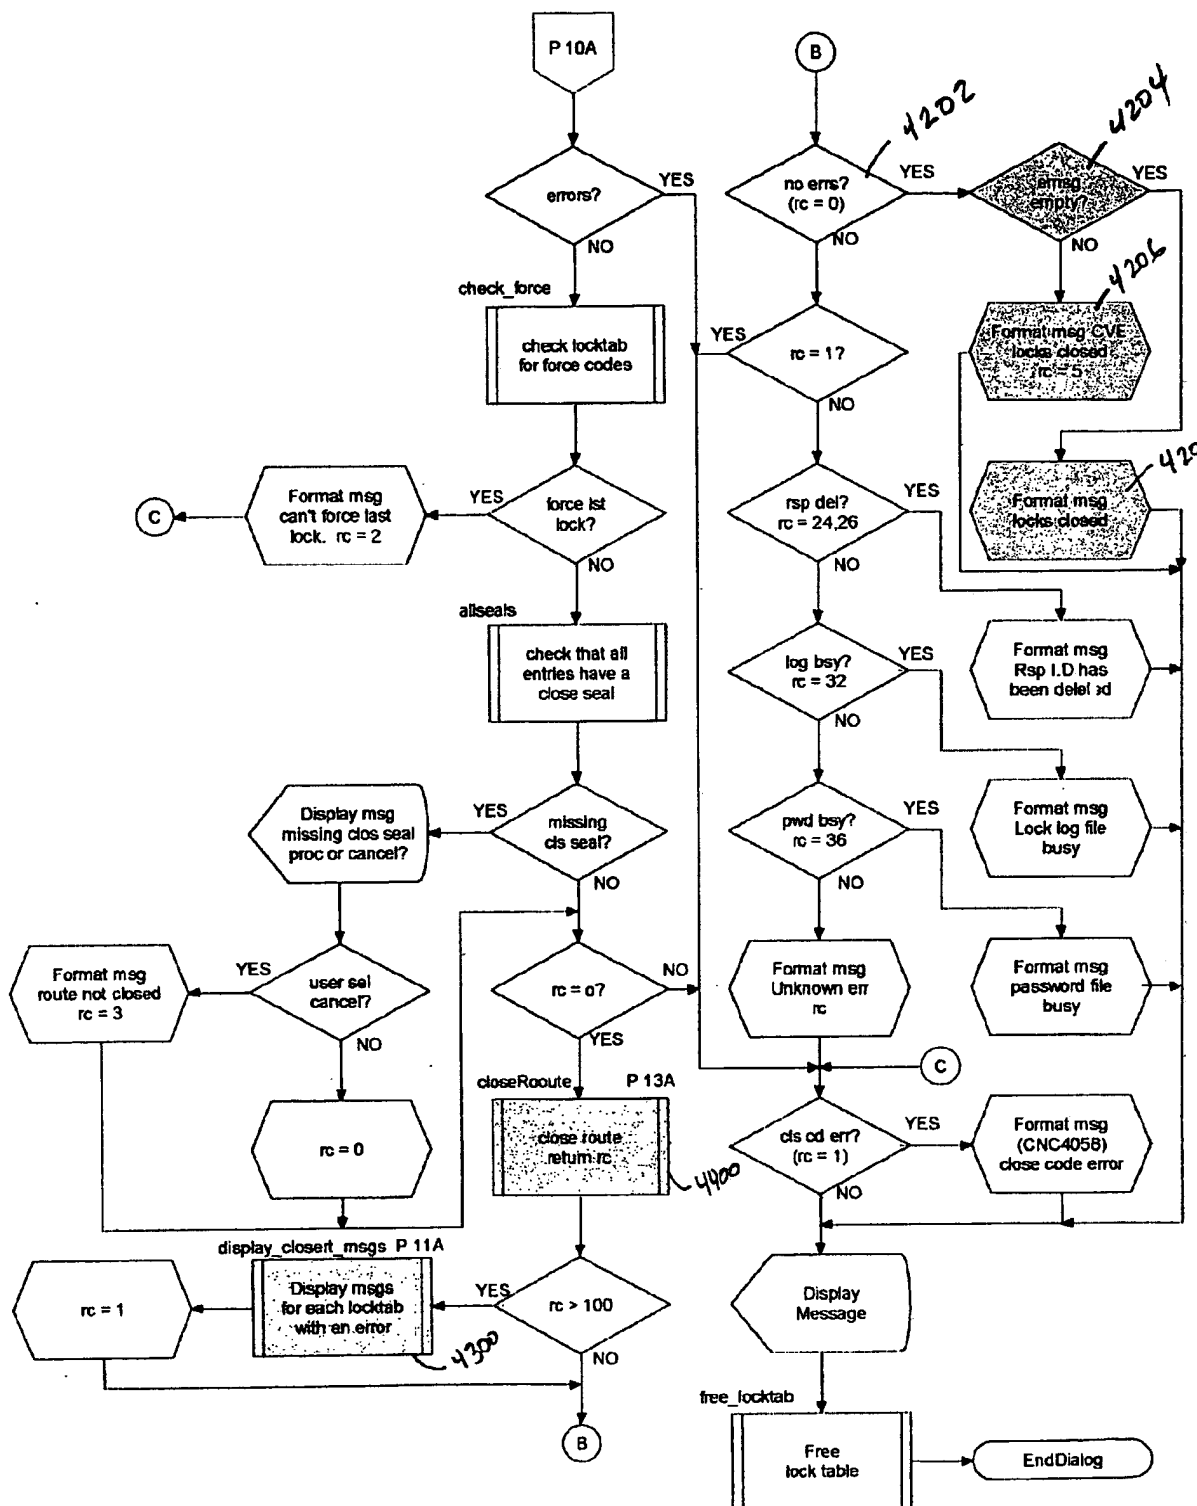 P 10A
errors?
YES
NO
check_force
check locktab
for force codes
force lst
lock?
YES
NO
Format msg
can't force last
lock. rc = 2
C
allseals
check that all
entries have a
close seal
missing
cls seal?
YES
NO
Display msg
missing clos seal
proc or cancel?
user sel
cancel?
YES
NO
Format msg
route not closed
rc = 3
rc = 0
rc = o?
NO
YES
closeRooute
P 13A
close route
return rc
4400
rc > 100
YES
NO
display_closert_msgs P 11A
Display msgs
for each locktab
with an error
4300
rc = 1
B
B
no errs?
(rc = 0)
4202
YES
NO
emsg
empty?
4204
YES
NO
Format msg CVE
locks closed
rc = 5
4206
Format msg
locks closed
420
rc = 1?
YES
NO
rsp del?
rc = 24,26
YES
NO
Format msg
Rsp I.D has
been deleted
log bsy?
rc = 32
YES
NO
Format msg
Lock log file
busy
pwd bsy?
rc = 36
YES
NO
Format msg
password file
busy
Format msg
Unknown err
rc
C
cls cd err?
(rc = 1)
YES
NO
Format msg
(CNC4058)
close code error
Display
Message
free_locktab
Free
lock table
EndDialog